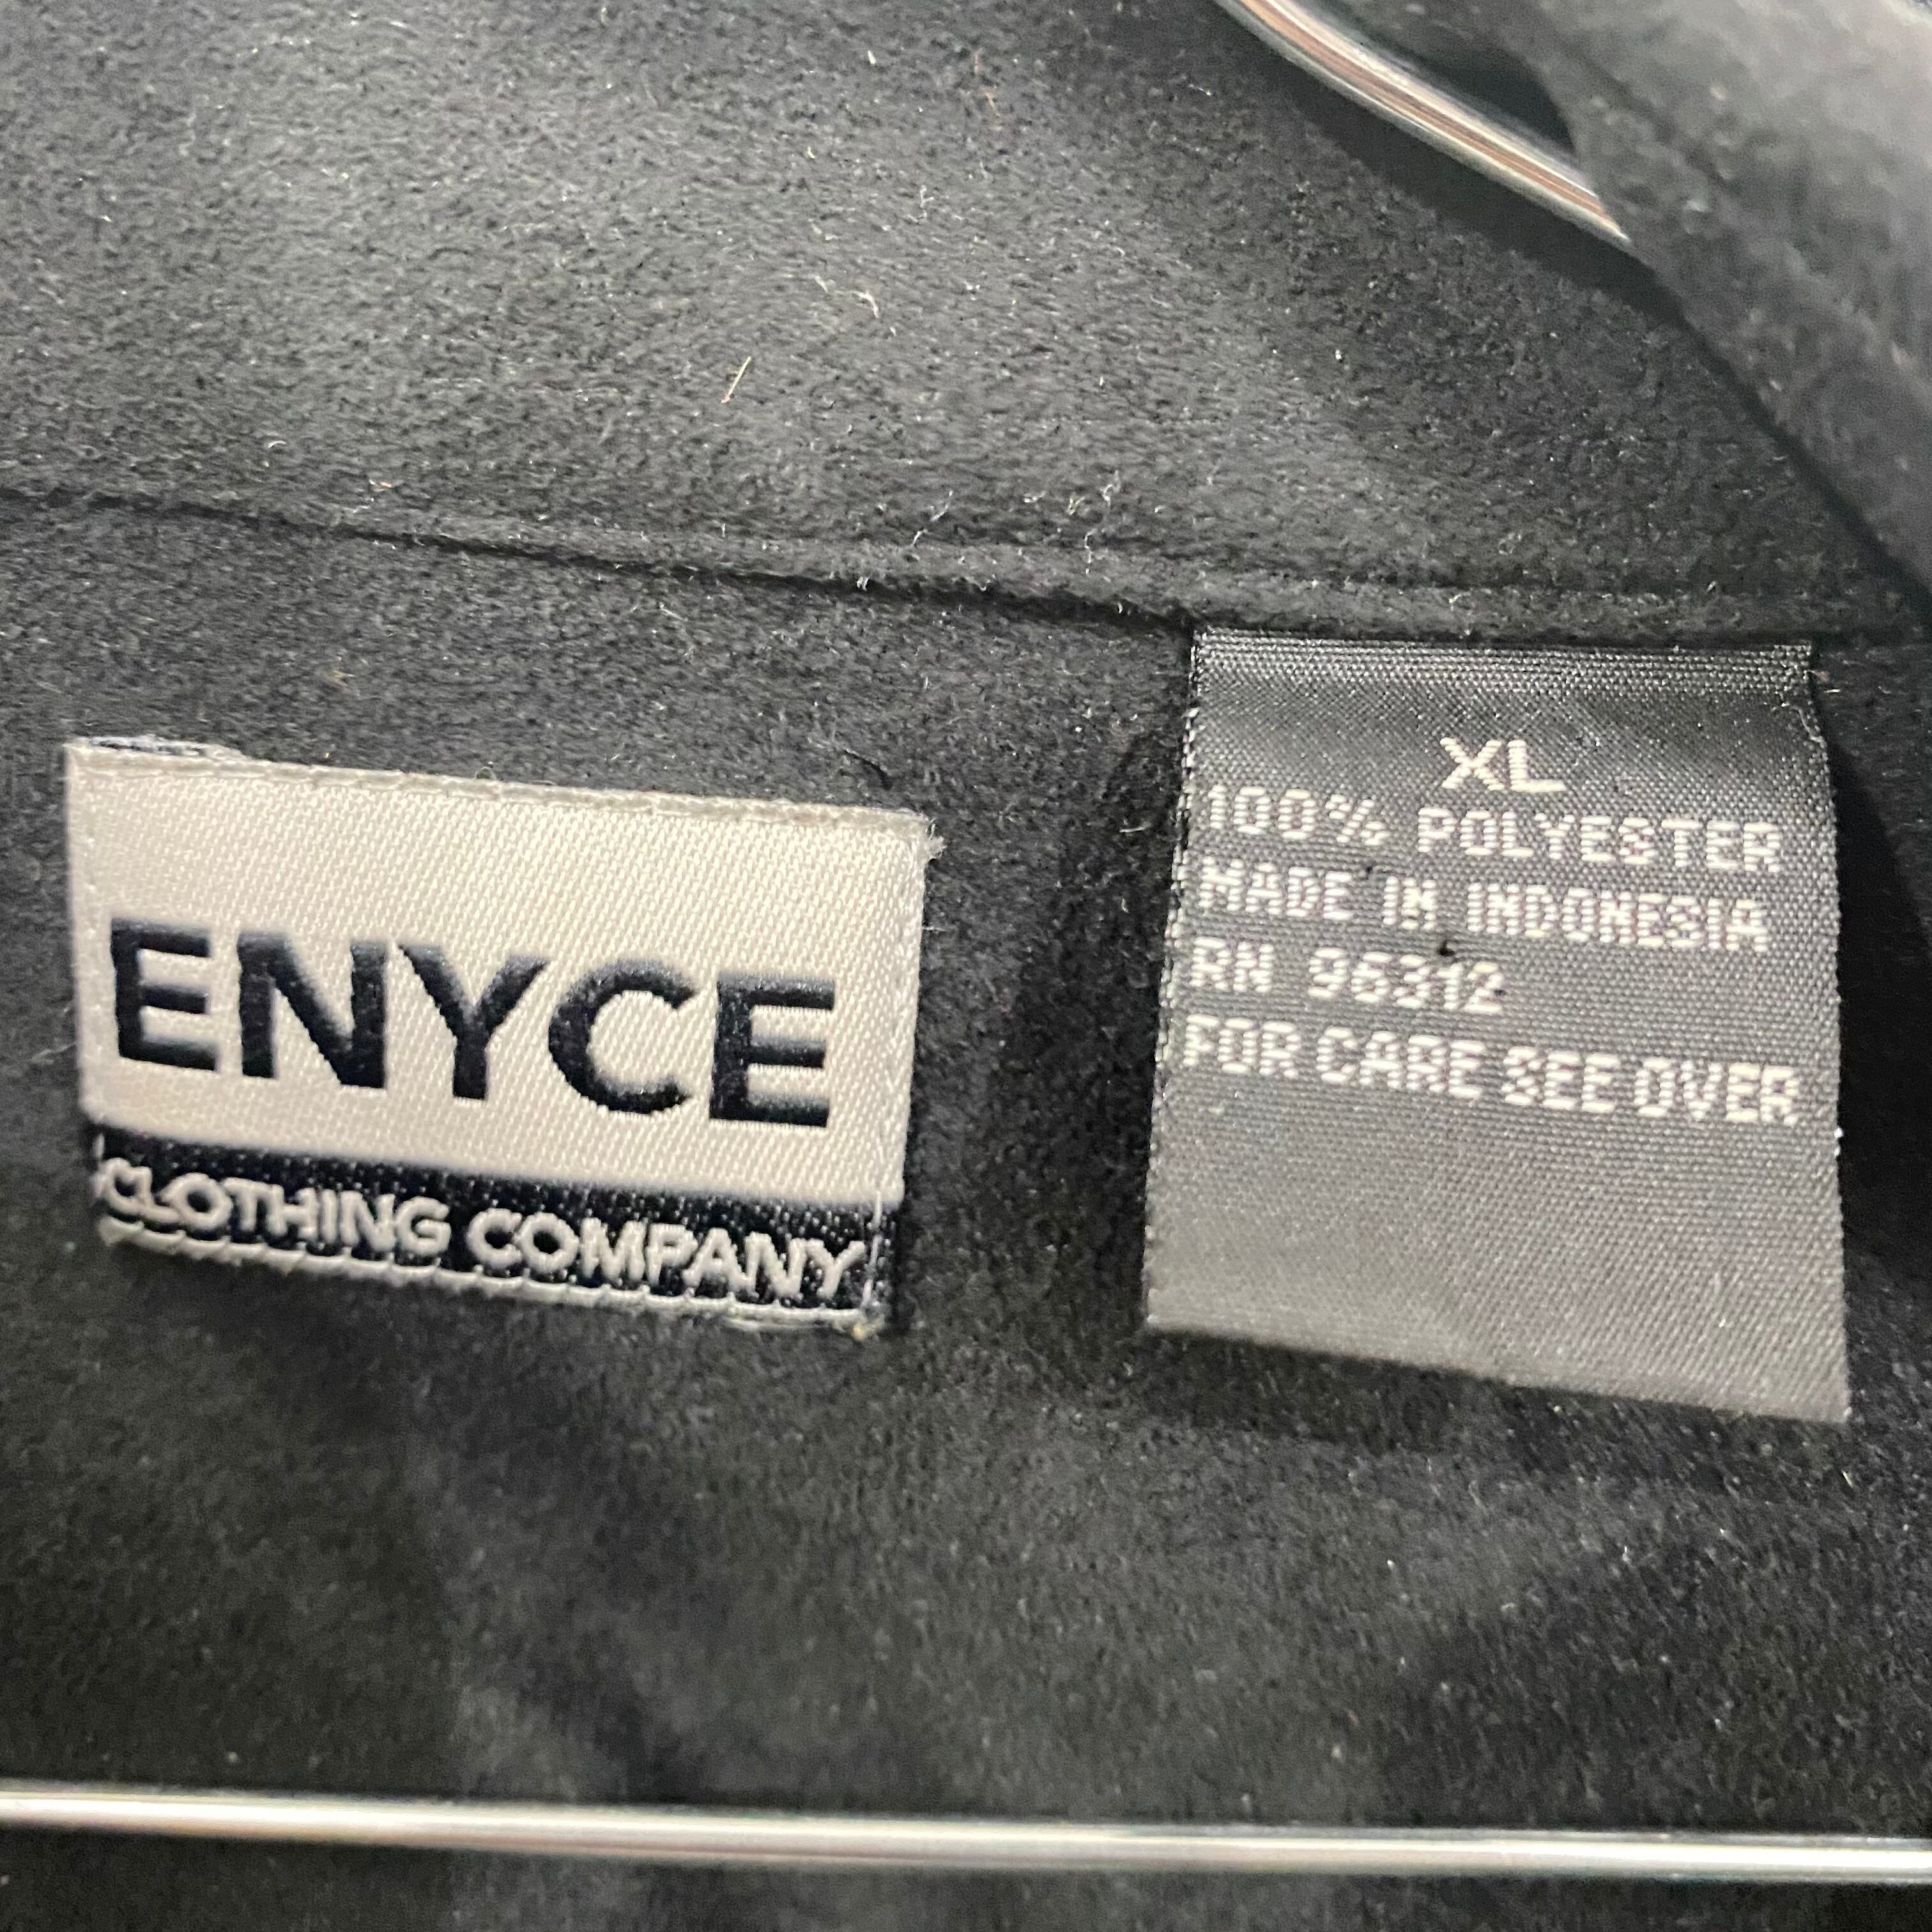 ENYCE
CLOTHING COMPANY
XL
100% POLYESTER
MADE IN INDONESIA
RN 96312
FOR CARE SEE OVER